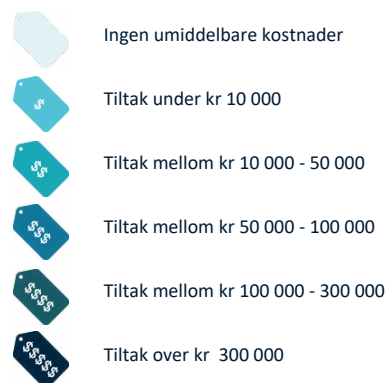 Ingen umiddelbare kostnader
$
Tiltak under kr 10 000
$$
Tiltak mellom kr 10 000 - 50 000
$$$
Tiltak mellom kr 50 000 - 100 000
$$$$
Tiltak mellom kr 100 000 - 300 000
$$$$$
Tiltak over kr  300 000